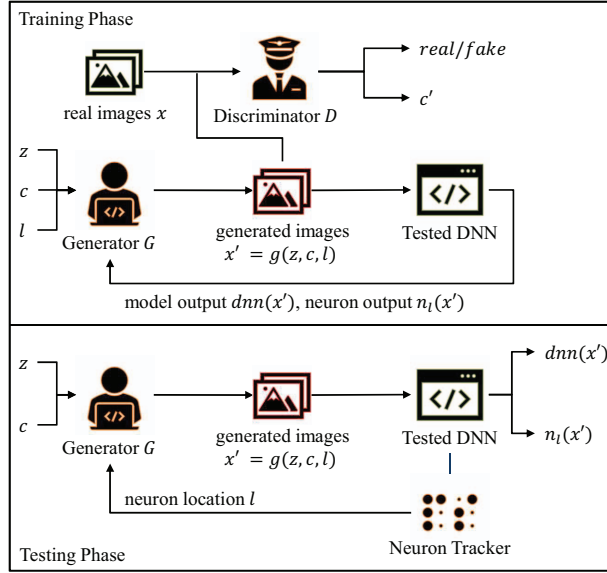 Training Phase
real/fake
c′
real images x
Discriminator D
z
c
l
</>
</>
Generator G
generated images
x′ = g(z, c, l)
Tested DNN
model output dnn(x′), neuron output n_l(x′)
z
c
</>
</>
dnn(x′)
n_l(x′)
Generator G
generated images
x′ = g(z, c, l)
Tested DNN
neuron location l
Neuron Tracker
Testing Phase